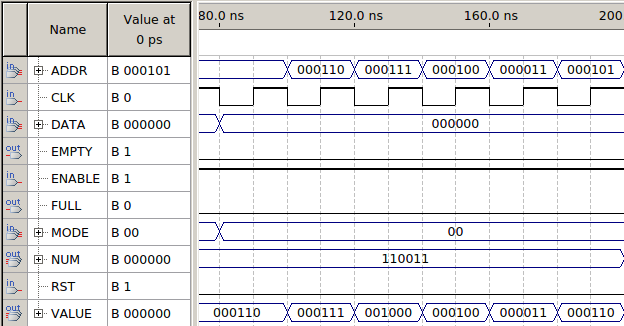 Name Value at 0 ps 80.0 ns 120.0 ns 160.0 ns 200
in ADDR B 000101 000110 000111 000100 000011 000101
in CLK B 0
in DATA B 000000 000000
out EMPTY B 1
in ENABLE B 1
out FULL B 0
in MODE B 00 00
out NUM B 000000 110011
in RST B 1
out VALUE B 000000 000110 000111 001000 000100 000011 000110